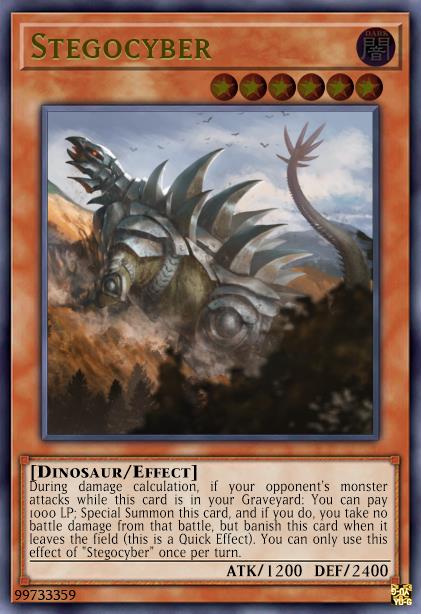 STEGOCYBER
DARK
闇
[DINOSAUR/EFFECT]
During damage calculation, if your opponent's monster
attacks while this card is in your Graveyard: You can pay
1000 LP; Special Summon this card, and if you do, you take no
battle damage from that battle, but banish this card when it
leaves the field (this is a Quick Effect). You can only use this
effect of "Stegocyber" once per turn.
ATK/1200 DEF/2400
99733359